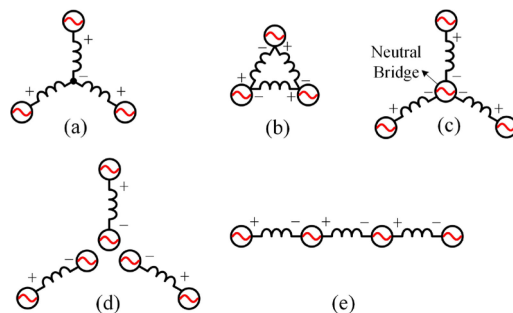 + − + +
(a)
− + + − − +
(b)
Neutral
Bridge
+ − − − + +
(c)
+ − + − − +
(d)
+ − + − + −
(e)